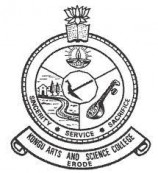 SINCERITY · SERVICE · SACRIFICE
KONGU ARTS AND SCIENCE COLLEGE
ERODE